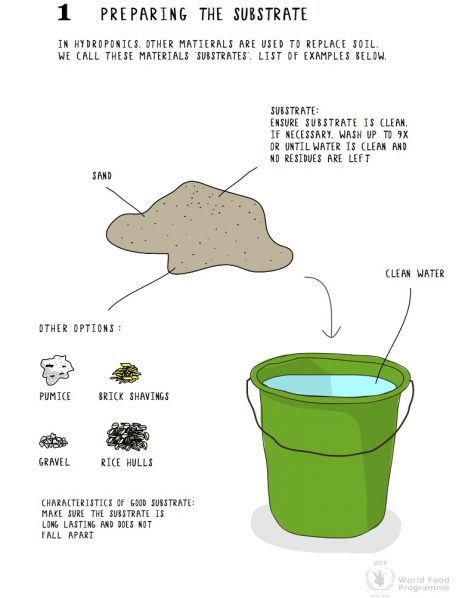 1 PREPARING THE SUBSTRATE
IN HYDROPONICS, OTHER MATIERALS ARE USED TO REPLACE SOIL.
WE CALL THESE MATERIALS 'SUBSTRATES', LIST OF EXAMPLES BELOW.
SUBSTRATE:
ENSURE SUBSTRATE IS CLEAN,
IF NECESSARY, WASH UP TO 9X
OR UNTIL WATER IS CLEAN AND
NO RESIDUES ARE LEFT
SAND
CLEAN WATER
OTHER OPTIONS:
PUMICE
BRICK SHAVINGS
GRAVEL
RICE HULLS
CHARACTERISTICS OF GOOD SUBSTRATE:
MAKE SURE THE SUBSTRATE IS
LONG LASTING AND DOES NOT
FALL APART
WFP
World Food
Programme
wfp.org